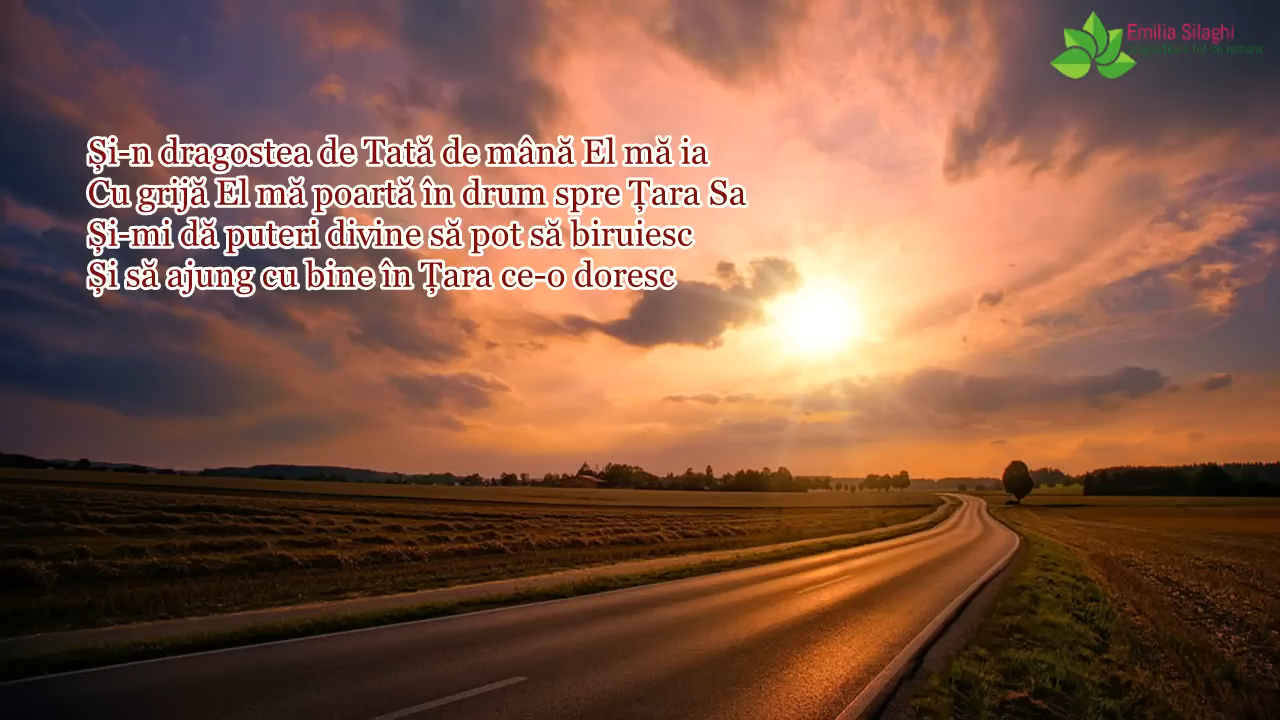 Și-n dragostea de Tată de mână El mă ia
Cu grijă El mă poartă în drum spre Țara Sa
Și-mi dă puteri divine să pot să biruiesc
Și să ajung cu bine în Țara ce-o doresc
Emilia Silaghi